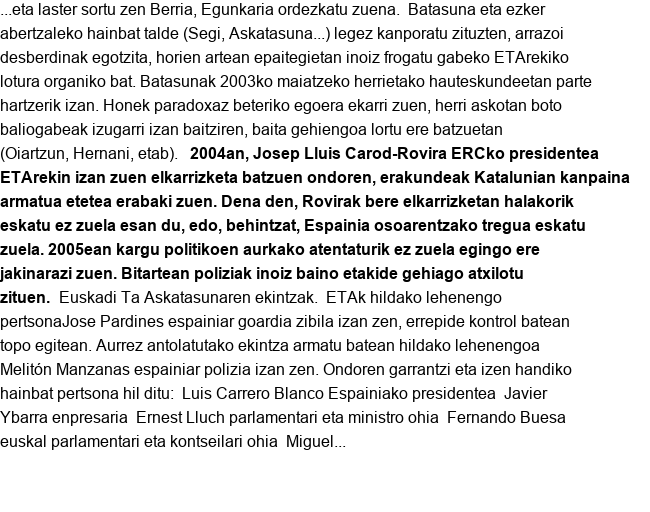 ...eta laster sortu zen Berria, Egunkaria ordezkatu zuena.  Batasuna eta ezker
abertzaleko hainbat talde (Segi, Askatasuna...) legez kanporatu zituzten, arrazoi
desberdinak egotzita, horien artean epaitegietan inoiz frogatu gabeko ETArekiko
lotura organiko bat. Batasunak 2003ko maiatzeko herrietako hauteskundeetan parte
hartzerik izan. Honek paradoxaz beteriko egoera ekarri zuen, herri askotan boto
baliogabeak izugarri izan baitziren, baita gehiengoa lortu ere batzuetan
(Oiartzun, Hernani, etab).   2004an, Josep Lluis Carod-Rovira ERCko presidentea
ETArekin izan zuen elkarrizketa batzuen ondoren, erakundeak Katalunian kanpaina
armatua etetea erabaki zuen. Dena den, Rovirak bere elkarrizketan halakorik
eskatu ez zuela esan du, edo, behintzat, Espainia osoarentzako tregua eskatu
zuela. 2005ean kargu politikoen aurkako atentaturik ez zuela egingo ere
jakinarazi zuen. Bitartean poliziak inoiz baino etakide gehiago atxilotu
zituen.  Euskadi Ta Askatasunaren ekintzak.  ETAk hildako lehenengo
pertsonaJose Pardines espainiar goardia zibila izan zen, errepide kontrol batean
topo egitean. Aurrez antolatutako ekintza armatu batean hildako lehenengoa
Melitón Manzanas espainiar polizia izan zen. Ondoren garrantzi eta izen handiko
hainbat pertsona hil ditu:  Luis Carrero Blanco Espainiako presidentea  Javier
Ybarra enpresaria  Ernest Lluch parlamentari eta ministro ohia  Fernando Buesa
euskal parlamentari eta kontseilari ohia  Miguel...